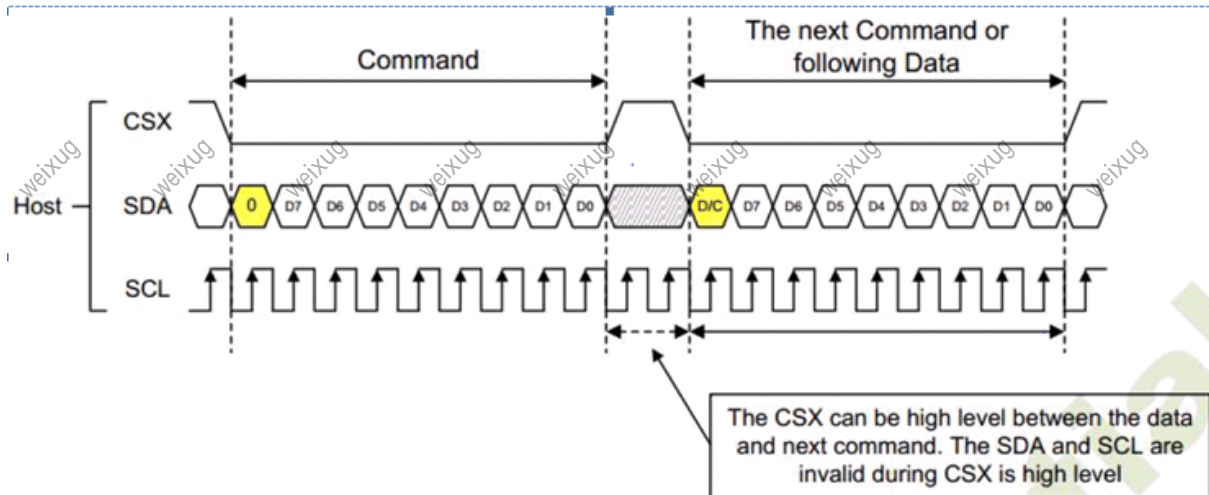 Command
The next Command or
following Data
CSX
weixug weixug weixug weixug weixug weixug weixug weixug weixug
Host
SDA
0 D7 D6 D5 D4 D3 D2 D1 D0 D/C D7 D6 D5 D4 D3 D2 D1 D0
SCL
The CSX can be high level between the data
and next command. The SDA and SCL are
invalid during CSX is high level